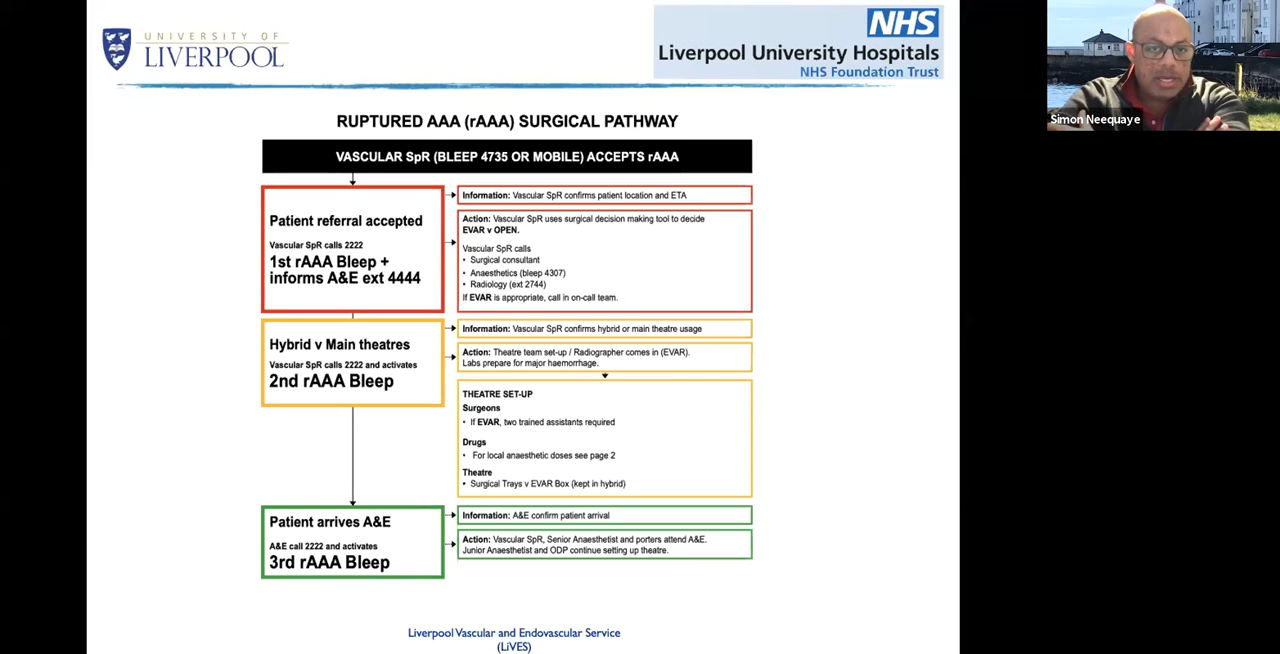 UNIVERSITY OF
LIVERPOOL
NHS
Liverpool University Hospitals
NHS Foundation Trust
Simon Neequaye
RUPTURED AAA (rAAA) SURGICAL PATHWAY
VASCULAR SpR (BLEEP 4735 OR MOBILE) ACCEPTS rAAA
Patient referral accepted
Vascular SpR calls 2222
1st rAAA Bleep +
informs A&E ext 4444
Information: Vascular SpR confirms patient location and ETA
Action: Vascular SpR uses surgical decision making tool to decide
EVAR v OPEN.
Vascular SpR calls
• Surgical consultant
• Anaesthetics (bleep 4307)
• Radiology (ext 2744)
If EVAR is appropriate, call in on-call team.
Hybrid v Main theatres
Vascular SpR calls 2222 and activates
2nd rAAA Bleep
Information: Vascular SpR confirms hybrid or main theatre usage
Action: Theatre team set-up / Radiographer comes in (EVAR).
Labs prepare for major haemorrhage.
THEATRE SET-UP
Surgeons
• If EVAR, two trained assistants required
Drugs
• For local anaesthetic doses see page 2
Theatre
• Surgical Trays v EVAR Box (kept in hybrid)
Patient arrives A&E
A&E call 2222 and activates
3rd rAAA Bleep
Information: A&E confirm patient arrival
Action: Vascular SpR, Senior Anaesthetist and porters attend A&E.
Junior Anaesthetist and ODP continue setting up theatre.
Liverpool Vascular and Endovascular Service
(LiVES)